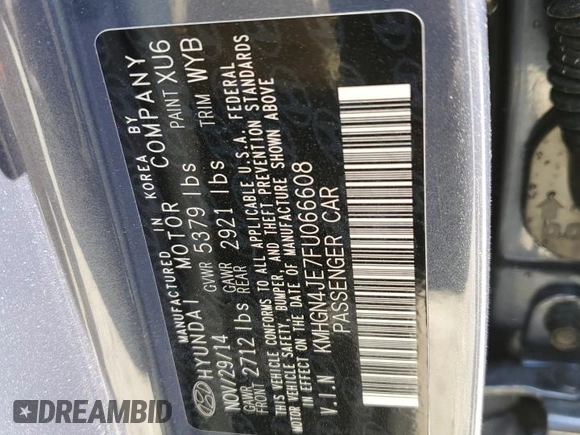 MANUFACTURED IN KOREA BY
HYUNDAI MOTOR COMPANY
NOV/29/14 GVWR 5379 lbs PAINT XU6
GAWR FRONT 2712 lbs GAWR REAR 2921 lbs TRIM WYB
THIS VEHICLE CONFORMS TO ALL APPLICABLE U.S.A. FEDERAL
MOTOR VEHICLE SAFETY, BUMPER, AND THEFT PREVENTION STANDARDS
IN EFFECT ON THE DATE OF MANUFACTURE SHOWN ABOVE
V.I.N KMHGN4JE7FU066608
PASSENGER CAR
DREAMBID